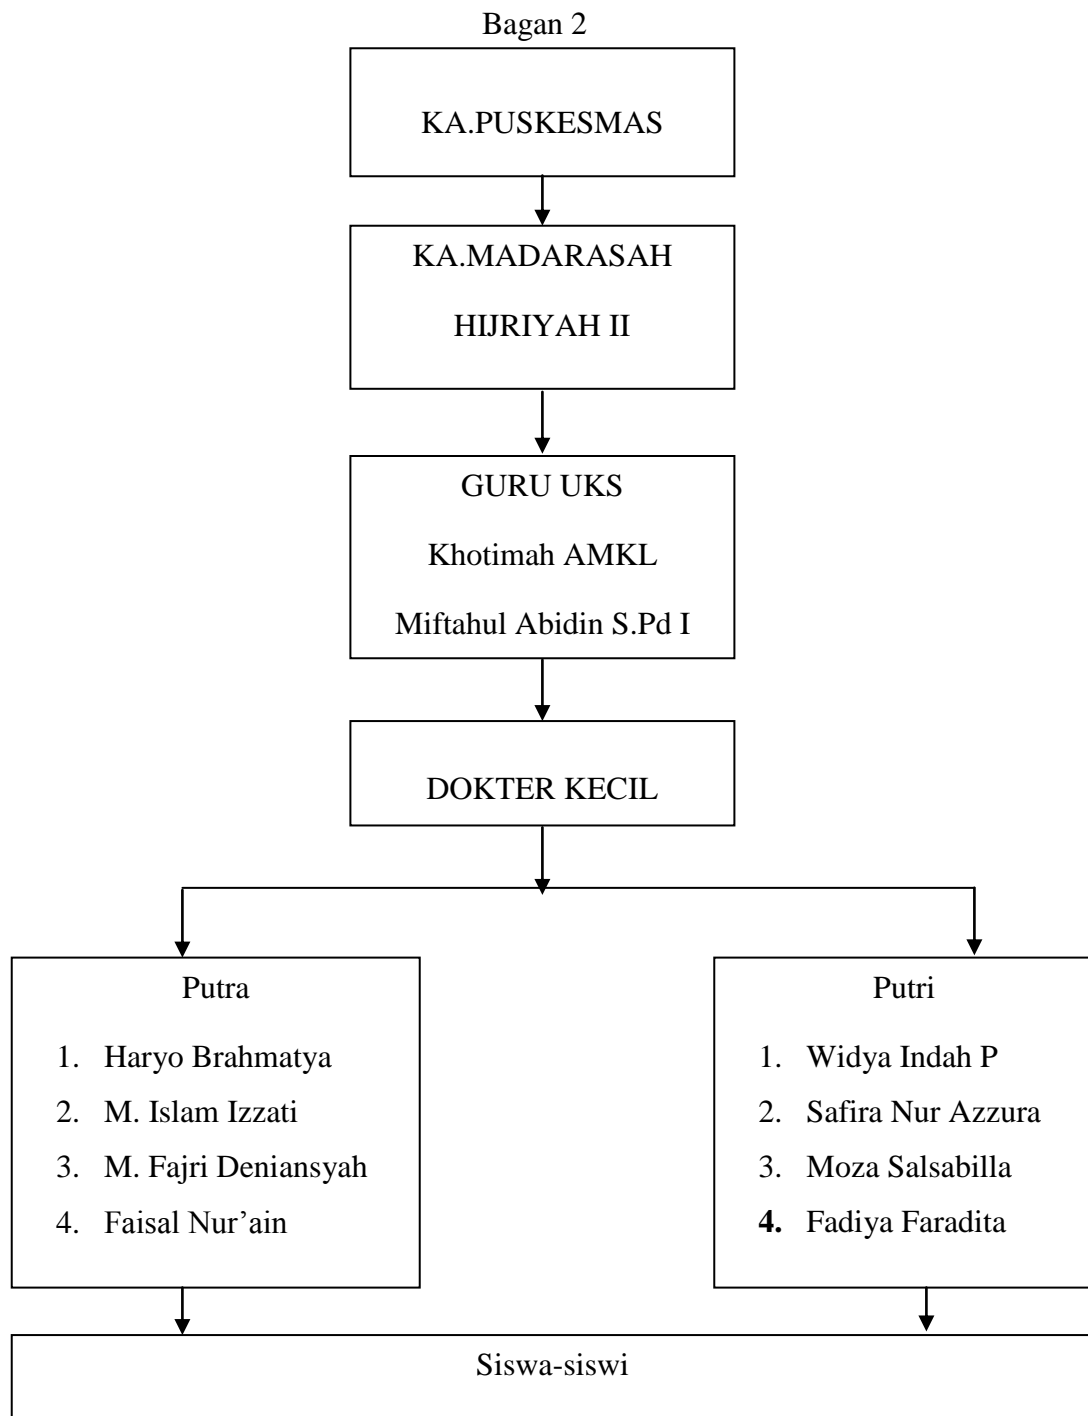 Bagan 2
KA.PUSKESMAS
KA.MADARASAH
HIJRIYAH II
GURU UKS
Khotimah AMKL
Miftahul Abidin S.Pd I
DOKTER KECIL
Putra
1. Haryo Brahmatya
2. M. Islam Izzati
3. M. Fajri Deniansyah
4. Faisal Nur’ain
Putri
1. Widya Indah P
2. Safira Nur Azzura
3. Moza Salsabilla
4. Fadiya Faradita
Siswa-siswi